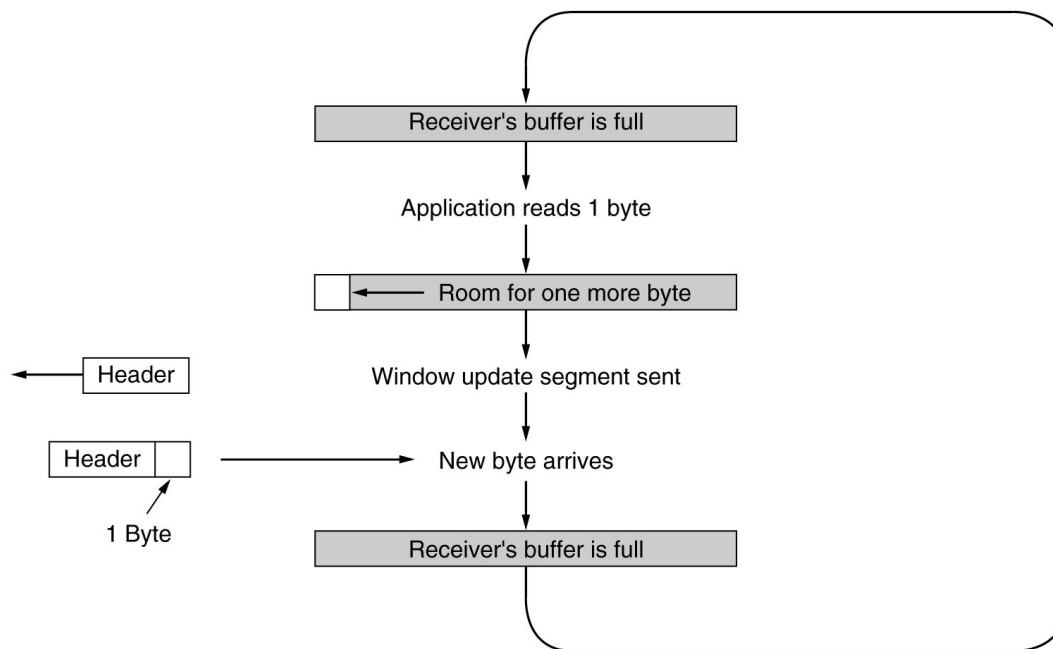 Receiver's buffer is full
Application reads 1 byte
Room for one more byte
Header
Window update segment sent
Header
New byte arrives
1 Byte
Receiver's buffer is full